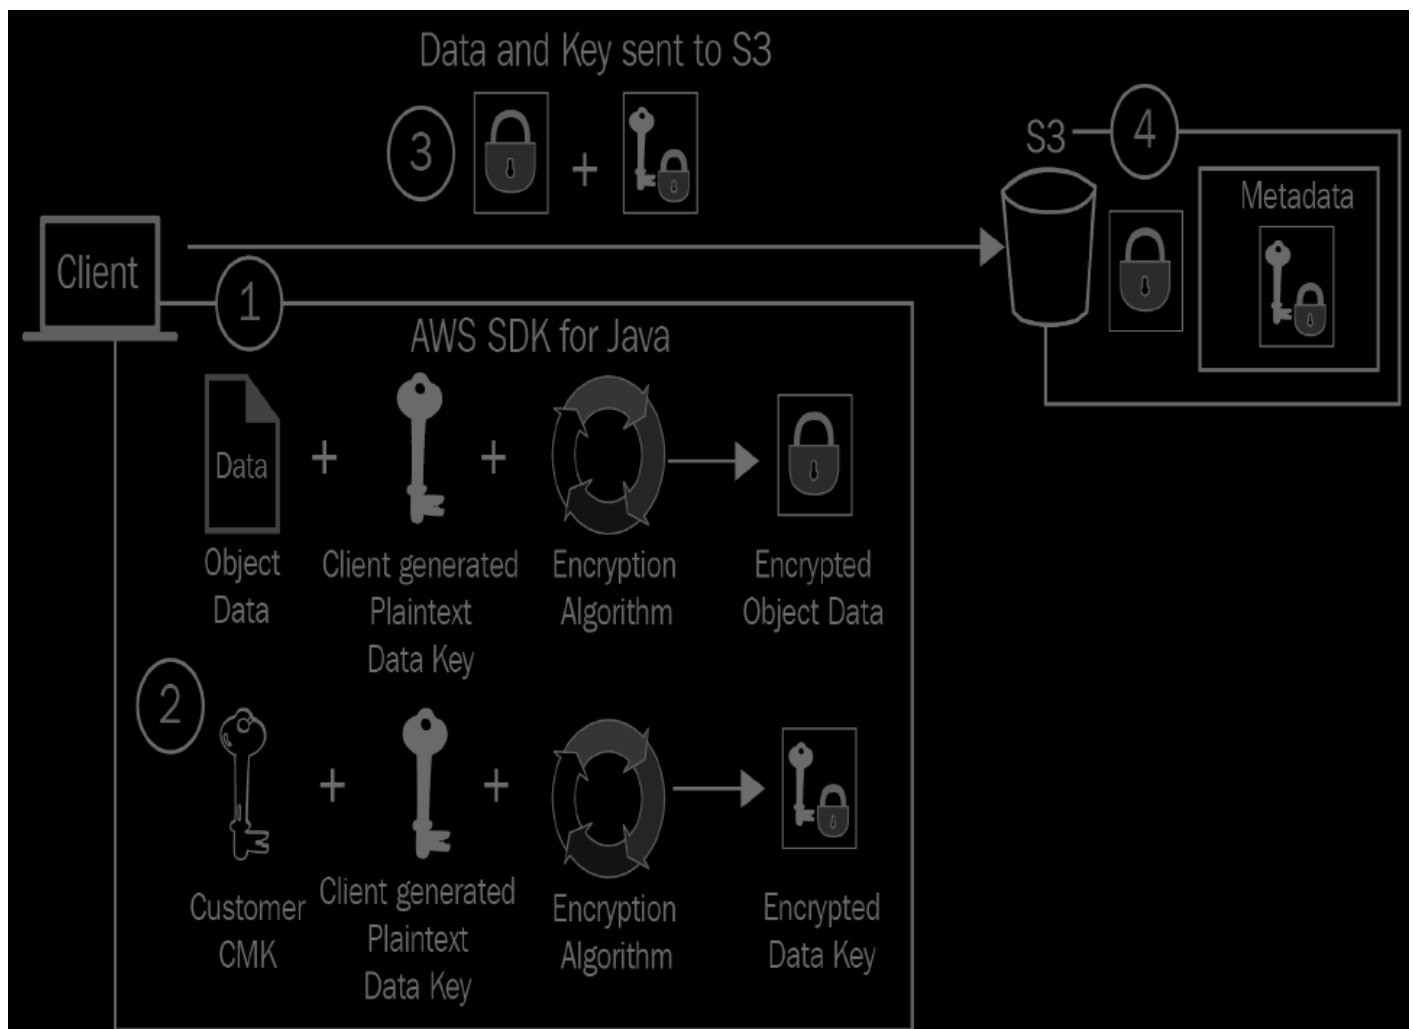 Data and Key sent to S3
3
+
S3
4
Metadata
Client
1
AWS SDK for Java
Data
+
+
Object
Data
Client generated
Plaintext
Data Key
Encryption
Algorithm
Encrypted
Object Data
2
+
+
Customer
CMK
Client generated
Plaintext
Data Key
Encryption
Algorithm
Encrypted
Data Key